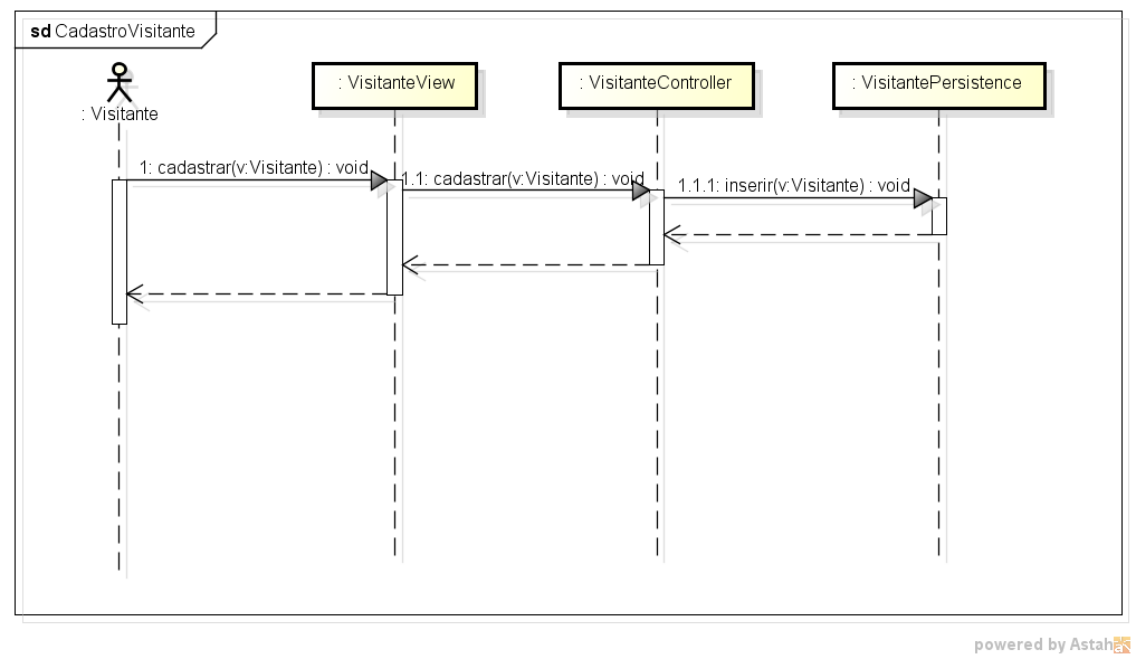 sd CadastroVisitante
: Visitante
: VisitanteView
: VisitanteController
: VisitantePersistence
1: cadastrar(v:Visitante) : void
1.1: cadastrar(v:Visitante) : void
1.1.1: inserir(v:Visitante) : void
powered by Astah